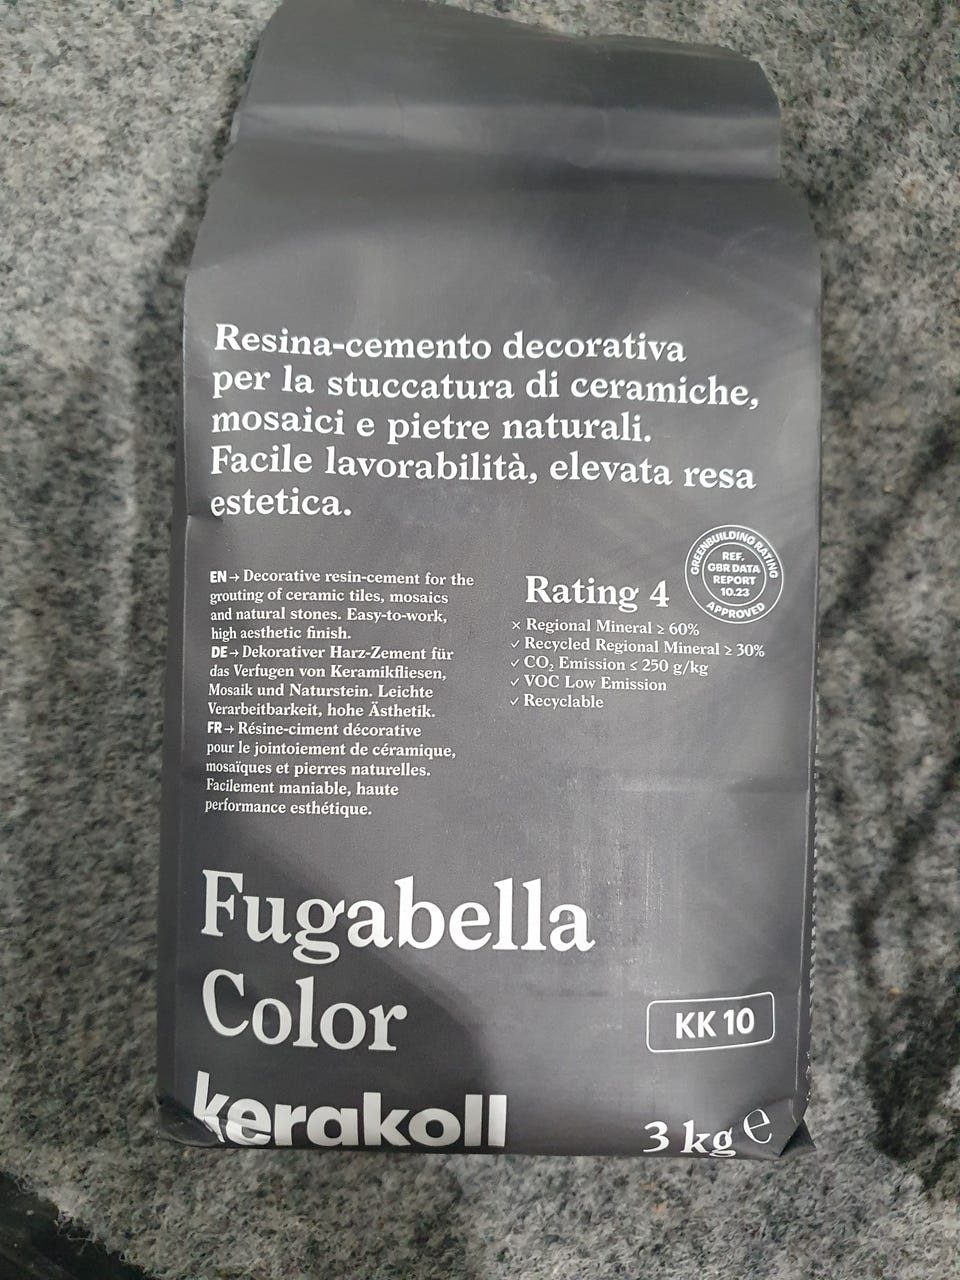 Resina-cemento decorativa
per la stuccatura di ceramiche,
mosaici e pietre naturali.
Facile lavorabilità, elevata resa
estetica.
EN→ Decorative resin-cement for the
grouting of ceramic tiles, mosaics
and natural stones. Easy-to-work,
high aesthetic finish.
DE→ Dekorativer Harz-Zement für
das Verfugen von Keramikfliesen,
Mosaik und Naturstein. Leichte
Verarbeitbarkeit, hohe Ästhetik.
FR→ Résine-ciment décorative
pour le jointoiement de céramique,
mosaïques et pierres naturelles.
Facilement maniable, haute
performance esthétique.
Rating 4
× Regional Mineral ≥ 60%
✓ Recycled Regional Mineral ≥ 30%
✓ CO₂ Emission ≤ 250 g/kg
✓ VOC Low Emission
✓ Recyclable
GREENBUILDING RATING
REF.
GBR DATA
REPORT
10.23
APPROVED
Fugabella
Color
KK 10
kerakoll
3 kg e